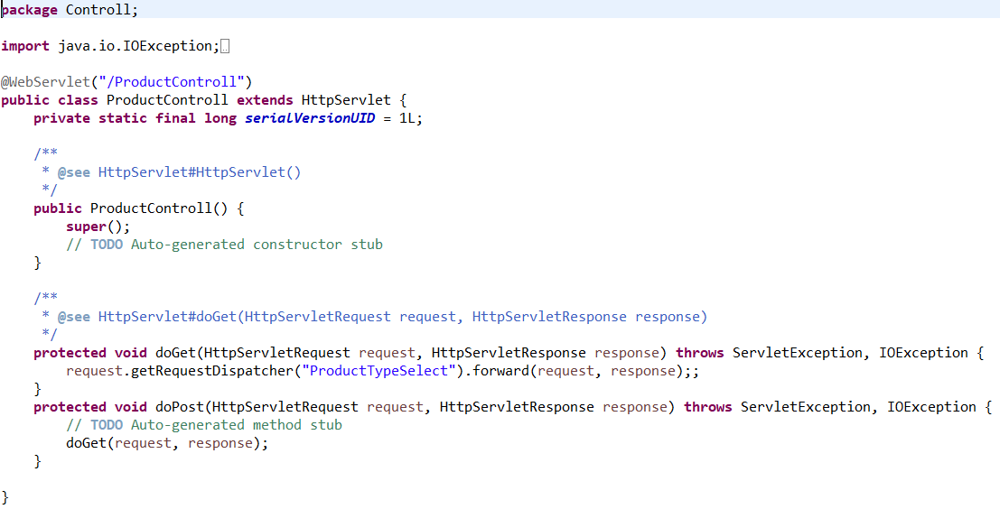 package Controll;
import java.io.IOException;
@WebServlet("/ProductControll")
public class ProductControll extends HttpServlet {
    private static final long serialVersionUID = 1L;
    /**
     * @see HttpServlet#HttpServlet()
     */
    public ProductControll() {
        super();
        // TODO Auto-generated constructor stub
    }
    /**
     * @see HttpServlet#doGet(HttpServletRequest request, HttpServletResponse response)
     */
    protected void doGet(HttpServletRequest request, HttpServletResponse response) throws ServletException, IOException {
        request.getRequestDispatcher("ProductTypeSelect").forward(request, response);;
    }
    protected void doPost(HttpServletRequest request, HttpServletResponse response) throws ServletException, IOException {
        // TODO Auto-generated method stub
        doGet(request, response);
    }
}